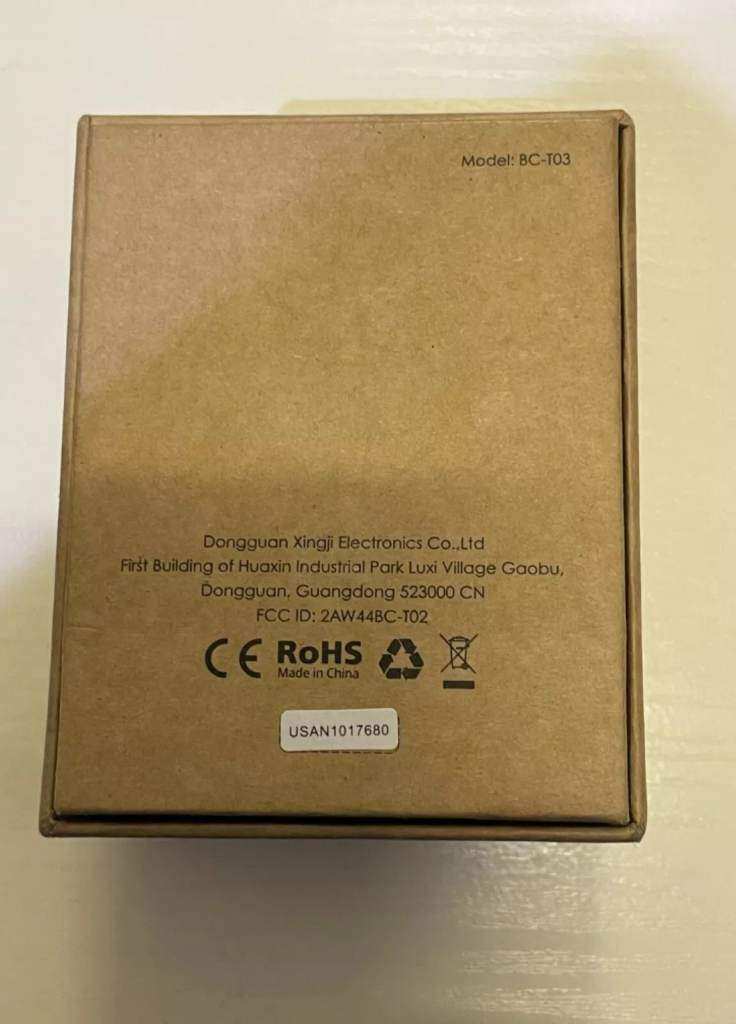 Model: BC-T03
Dongguan Xingji Electronics Co.,Ltd
First Building of Huaxin Industrial Park Luxi Village Gaobu,
Dongguan, Guangdong 523000 CN
FCC ID: 2AW44BC-T02
CE RoHS
Made in China
USAN1017680